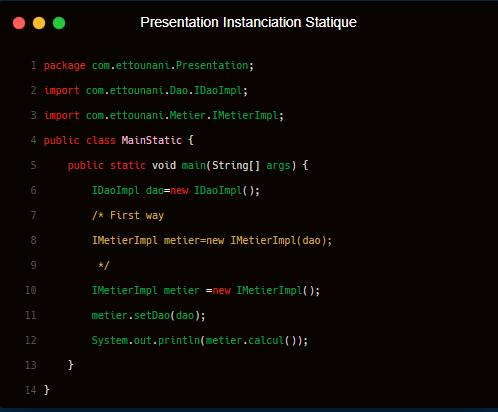 Presentation Instanciation Statique
1 package com.ettounani.Presentation;
2 import com.ettounani.Dao.IDaoImpl;
3 import com.ettounani.Metier.IMetierImpl;
4 public class MainStatic {
5 public static void main(String[] args) {
6 IDaoImpl dao=new IDaoImpl();
7 /* First way
8 IMetierImpl metier=new IMetierImpl(dao);
9 */
10 IMetierImpl metier =new IMetierImpl();
11 metier.setDao(dao);
12 System.out.println(metier.calcul());
13 }
14 }